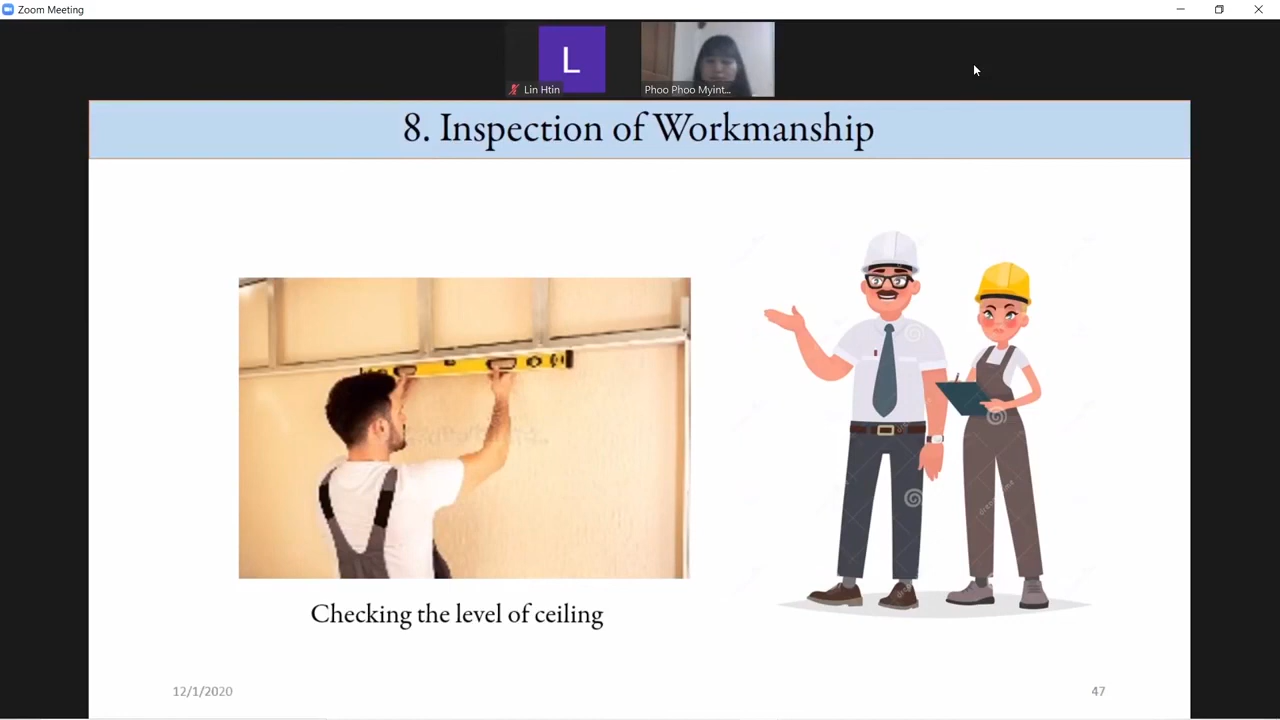 Zoom Meeting
L
Lin Htin
Phoo Phoo Myint...
8. Inspection of Workmanship
Checking the level of ceiling
12/1/2020
47